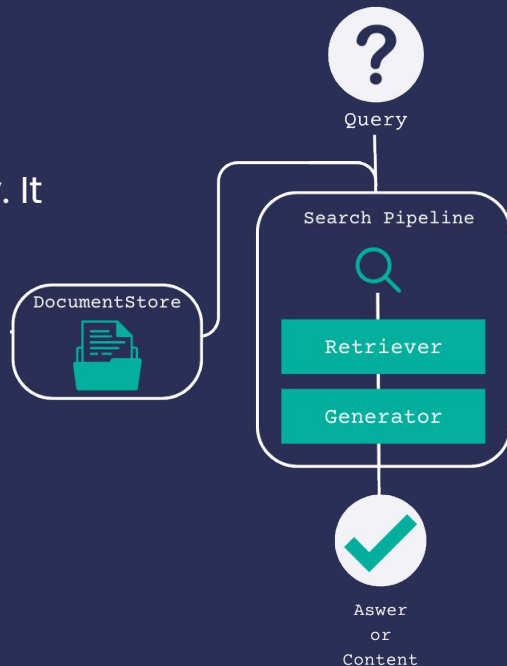 ?
Query
. It
Search Pipeline
DocumentStore
Retriever
Generator
Aswer
or
Content